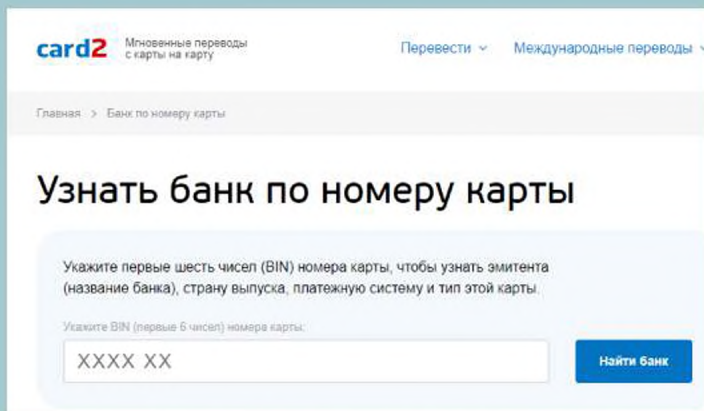 card2
Мгновенные переводы
с карты на карту
Перевести
Международные переводы
Главная > Банк по номеру карты
Узнать банк по номеру карты
Укажите первые шесть чисел (BIN) номера карты, чтобы узнать эмитента
(название банка), страну выпуска, платежную систему и тип этой карты.
Укажите BIN (первые 6 чисел) номера карты:
XXXX XX
Найти банк